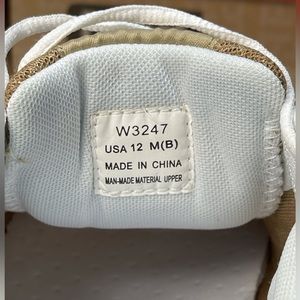 W3247
USA 12 M(B)
MADE IN CHINA
MAN-MADE MATERIAL UPPER